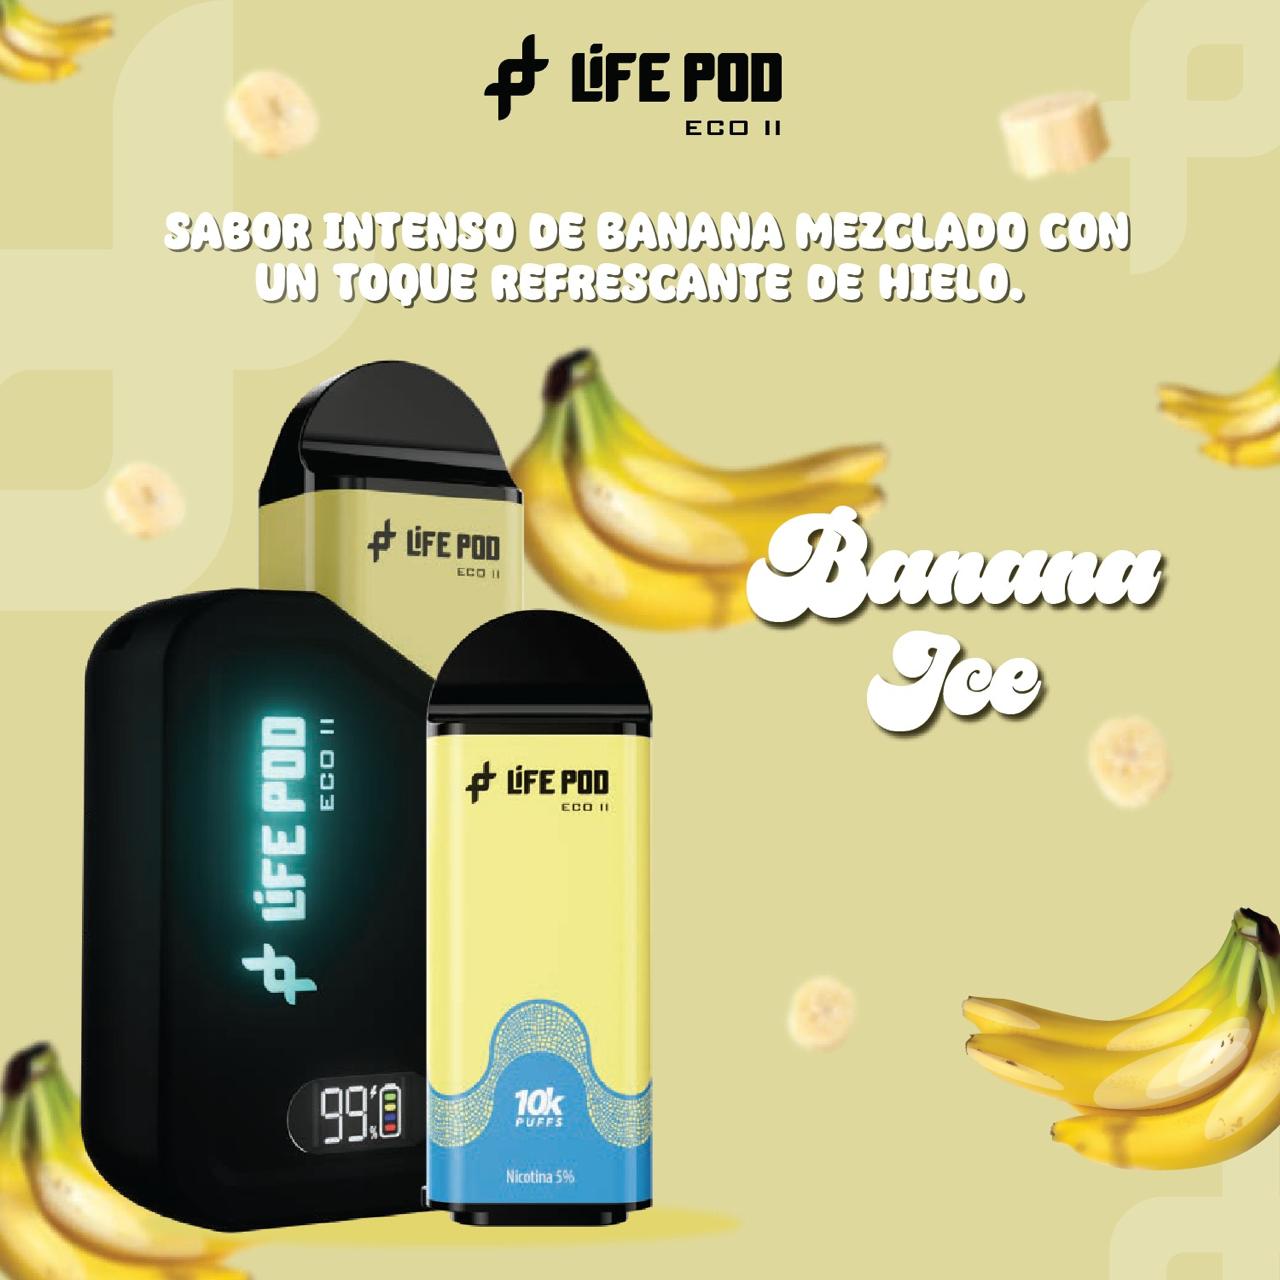 LiFE POD
ECO II
SABOR INTENSO DE BANANA MEZCLADO CON
UN TOQUE REFRESCANTE DE HIELO.
LiFE POD
ECO II
Banana
Ice
LiFE POD
ECO II
LiFE POD
ECO II
99%
10k
PUFFS
Nicotina 5%